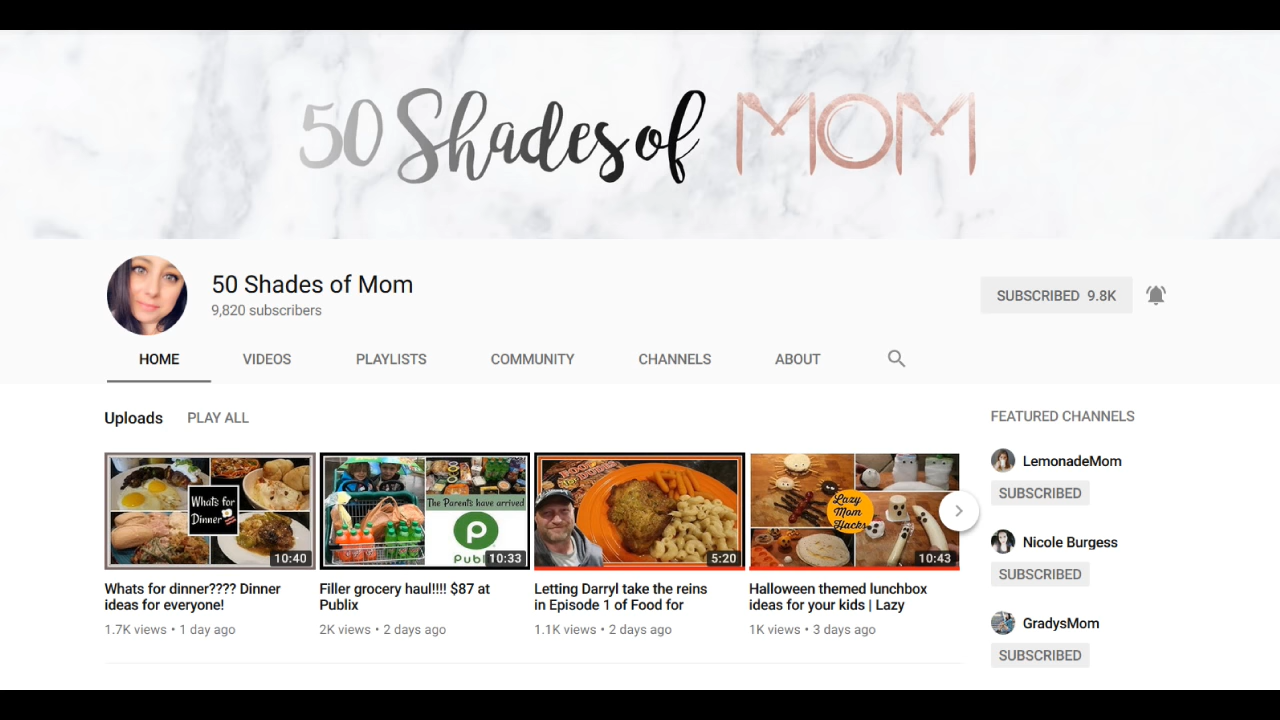 50 Shades of MOM
50 Shades of Mom
9,820 subscribers
SUBSCRIBED 9.8K
HOME
VIDEOS
PLAYLISTS
COMMUNITY
CHANNELS
ABOUT
Uploads
PLAY ALL
What's for
Dinner
10:40
The Parents have arrived
P
Publi
10:33
5:20
Lazy
Mom
Hacks
10:43
Whats for dinner???? Dinner
ideas for everyone!
1.7K views • 1 day ago
Filler grocery haul!!!! $87 at
Publix
2K views • 2 days ago
Letting Darryl take the reins
in Episode 1 of Food for
1.1K views • 2 days ago
Halloween themed lunchbox
ideas for your kids | Lazy
1K views • 3 days ago
FEATURED CHANNELS
LemonadeMom
SUBSCRIBED
Nicole Burgess
SUBSCRIBED
GradysMom
SUBSCRIBED